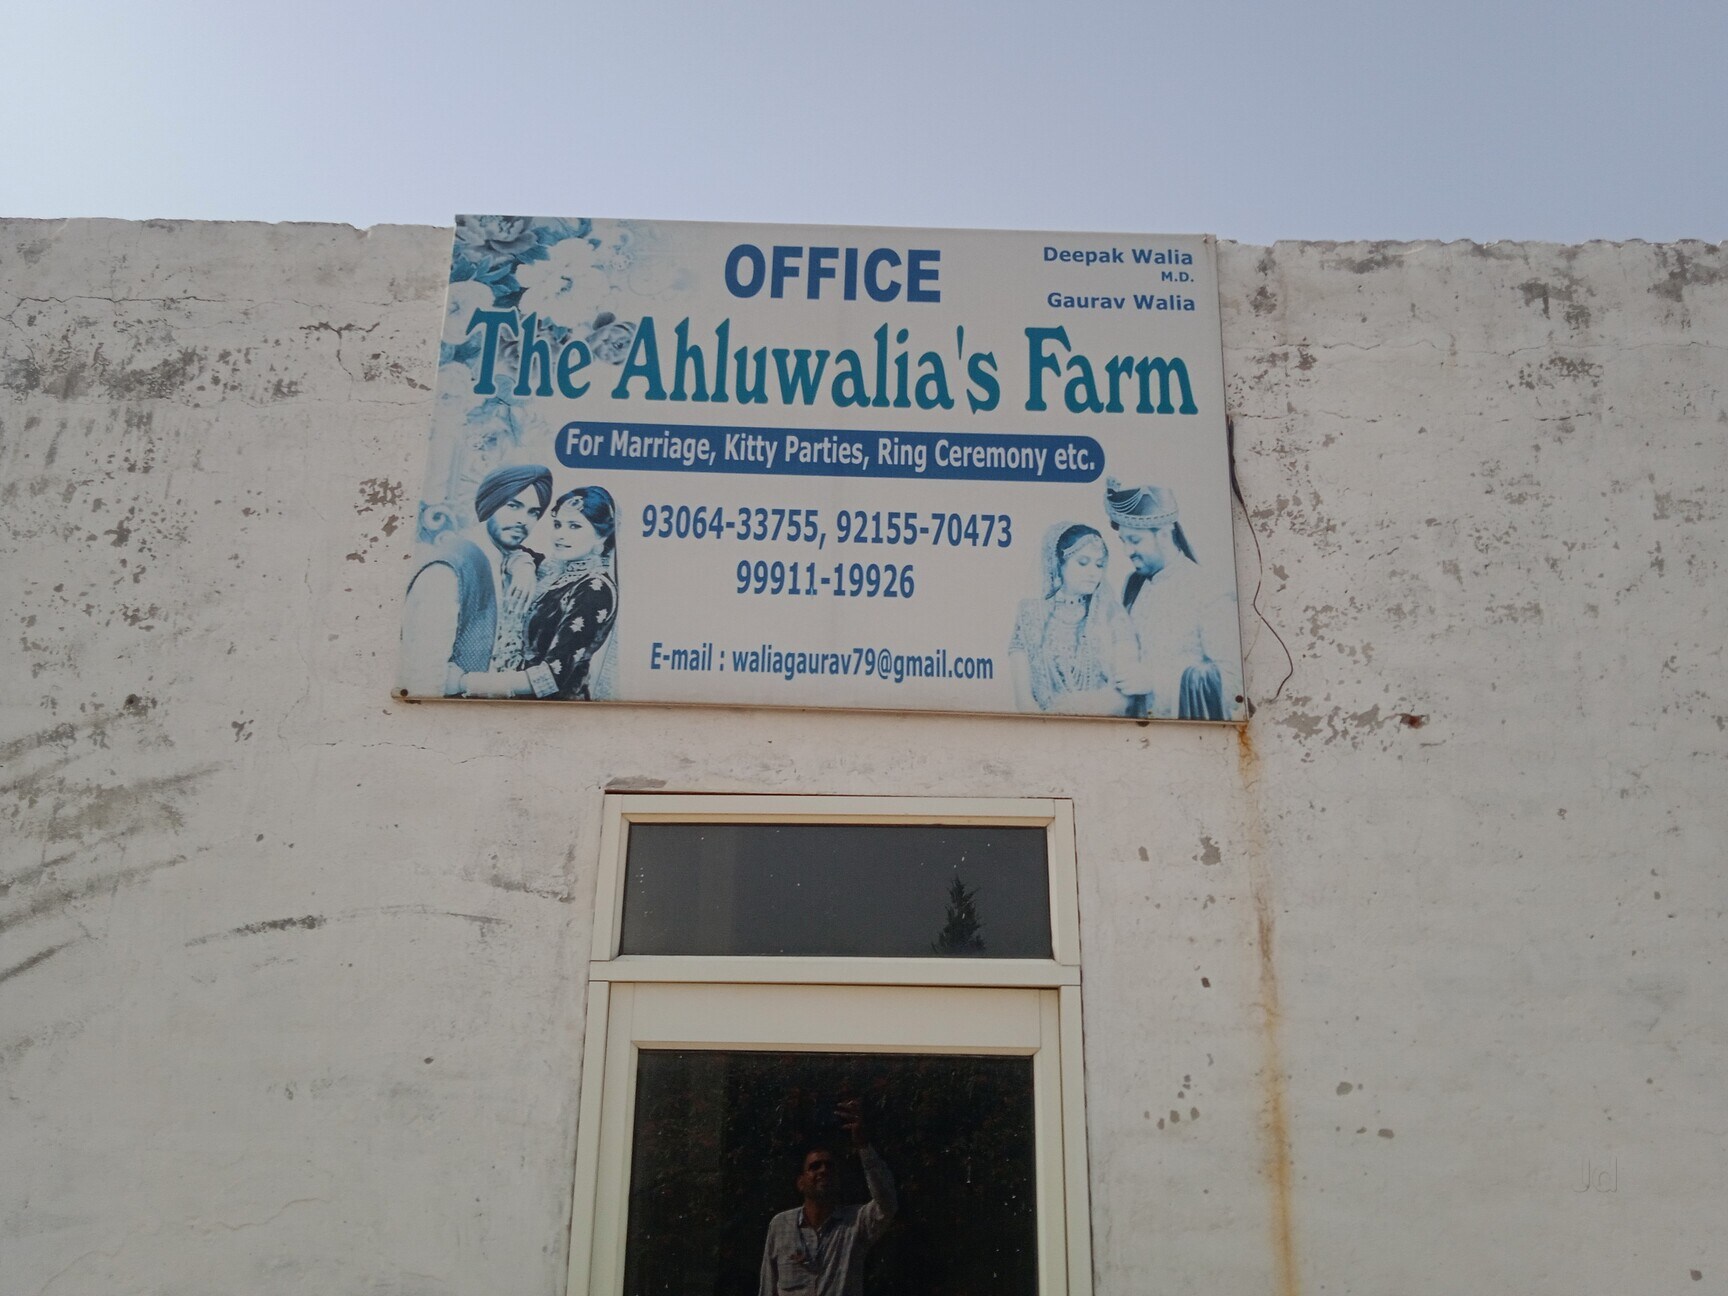 OFFICE
Deepak Walia
M.D.
Gaurav Walia
The Ahluwalia's Farm
For Marriage, Kitty Parties, Ring Ceremony etc.
93064-33755, 92155-70473
99911-19926
E-mail : waliagaurav79@gmail.com
Jd